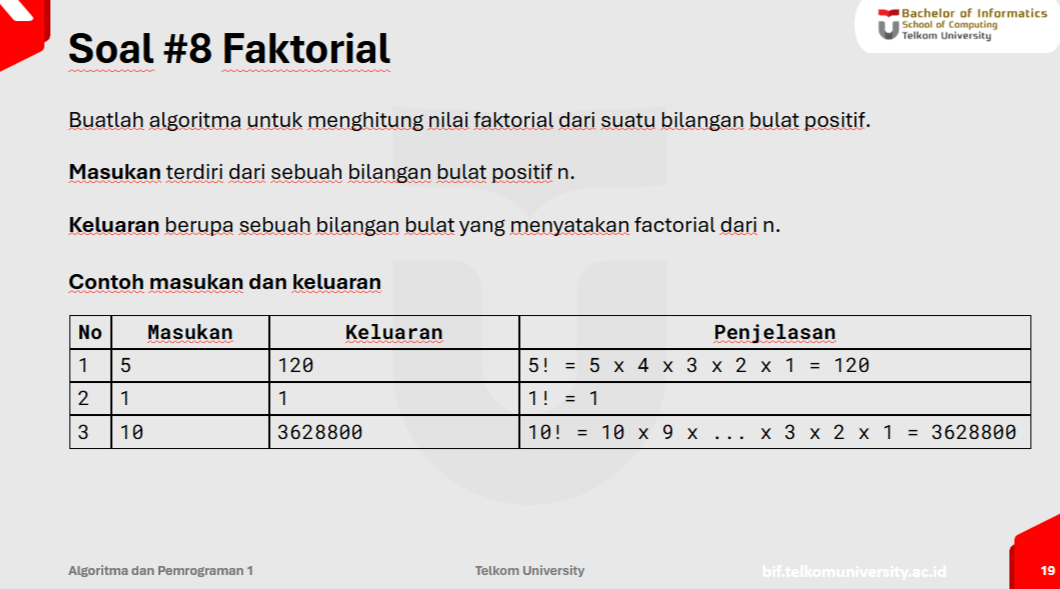 Bachelor of Informatics
School of Computing
Telkom University
Soal #8 Faktorial
Buatlah algoritma untuk menghitung nilai faktorial dari suatu bilangan bulat positif.
Masukan terdiri dari sebuah bilangan bulat positif n.
Keluaran berupa sebuah bilangan bulat yang menyatakan factorial dari n.
Contoh masukan dan keluaran
No Masukan Keluaran Penjelasan
1 5 120 5! = 5 x 4 x 3 x 2 x 1 = 120
2 1 1 1! = 1
3 10 3628800 10! = 10 x 9 x ... x 3 x 2 x 1 = 3628800
Algoritma dan Pemrograman 1 Telkom University bif.telkomuniversity.ac.id 19